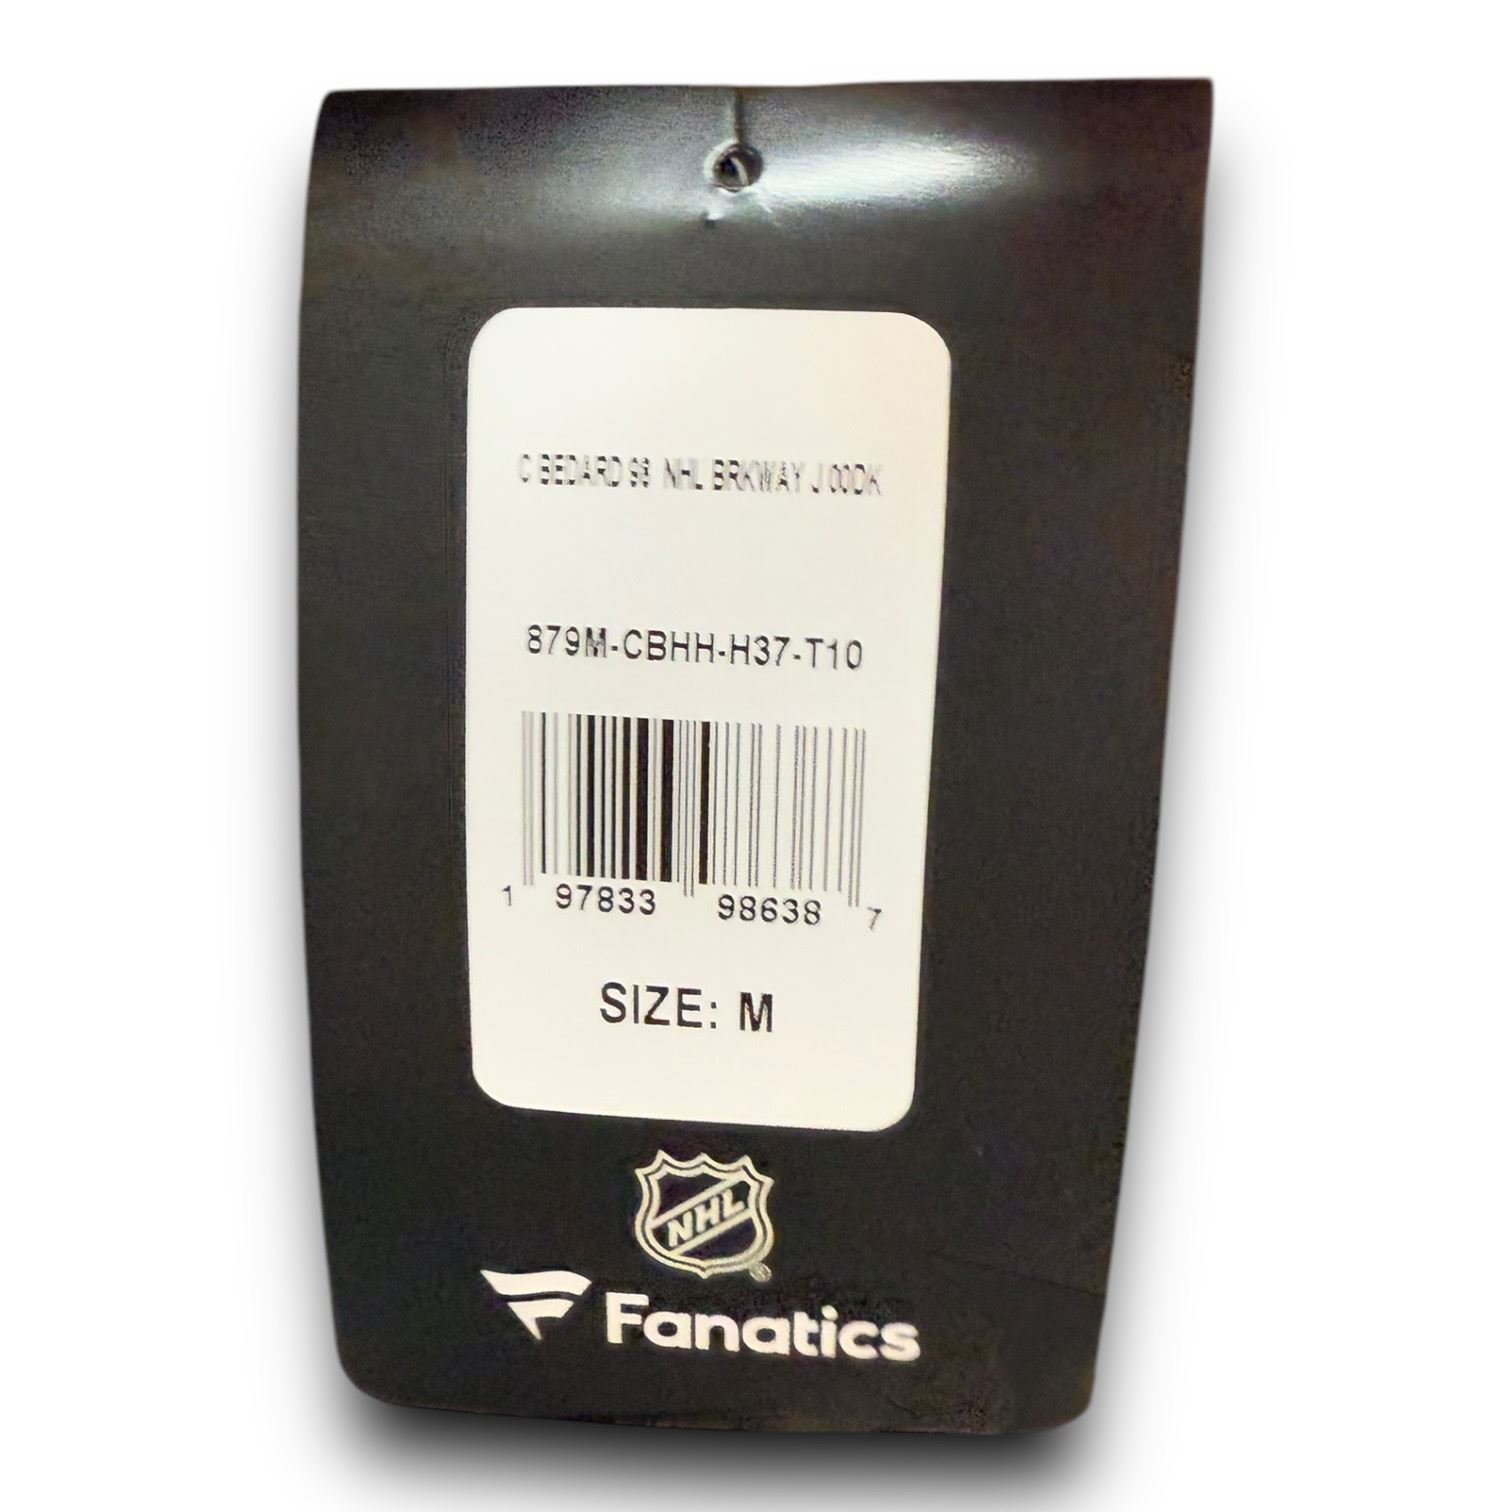 C BEDARD 98 NHL BRKWAY J 00DK
879M-CBHH-H37-T10
1 97833 98638 7
SIZE: M
NHL
Fanatics